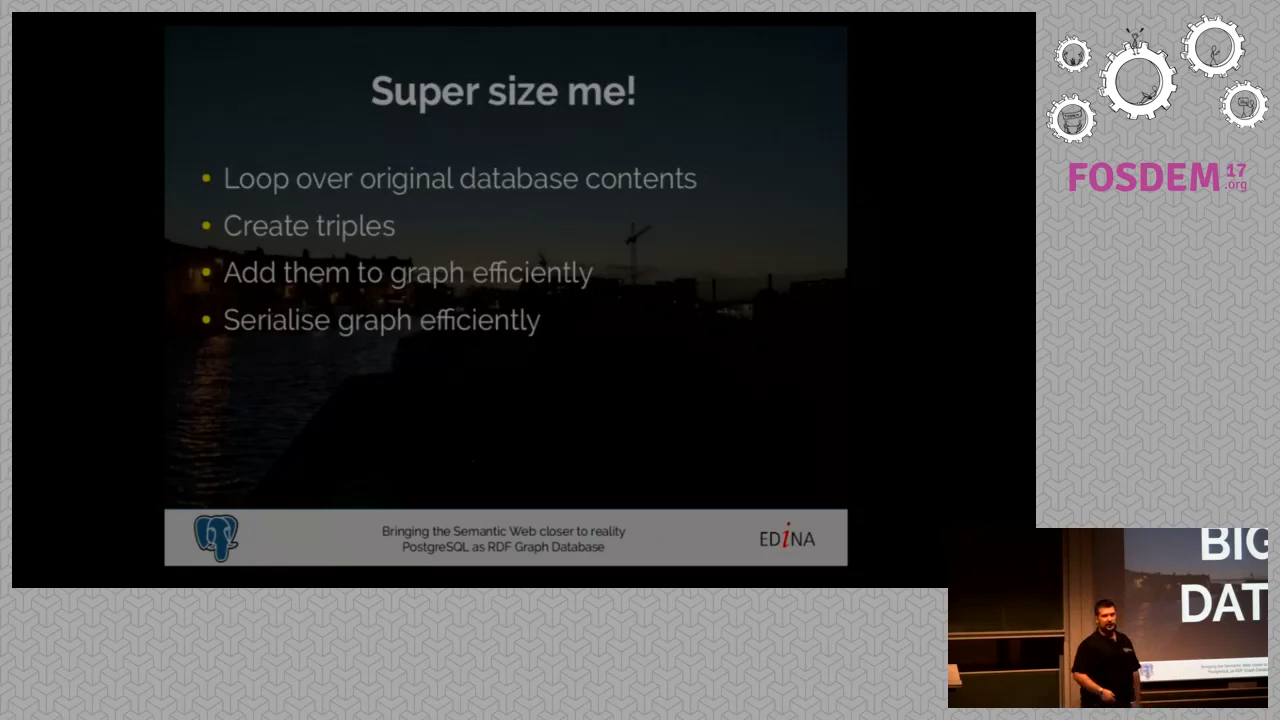 Super size me!
• Loop over original database contents
• Create triples
• Add them to graph efficiently
• Serialise graph efficiently
Bringing the Semantic Web closer to reality
PostgreSQL as RDF Graph Database
EDiNA
FOSDEM 17
.org
BIG
DAT